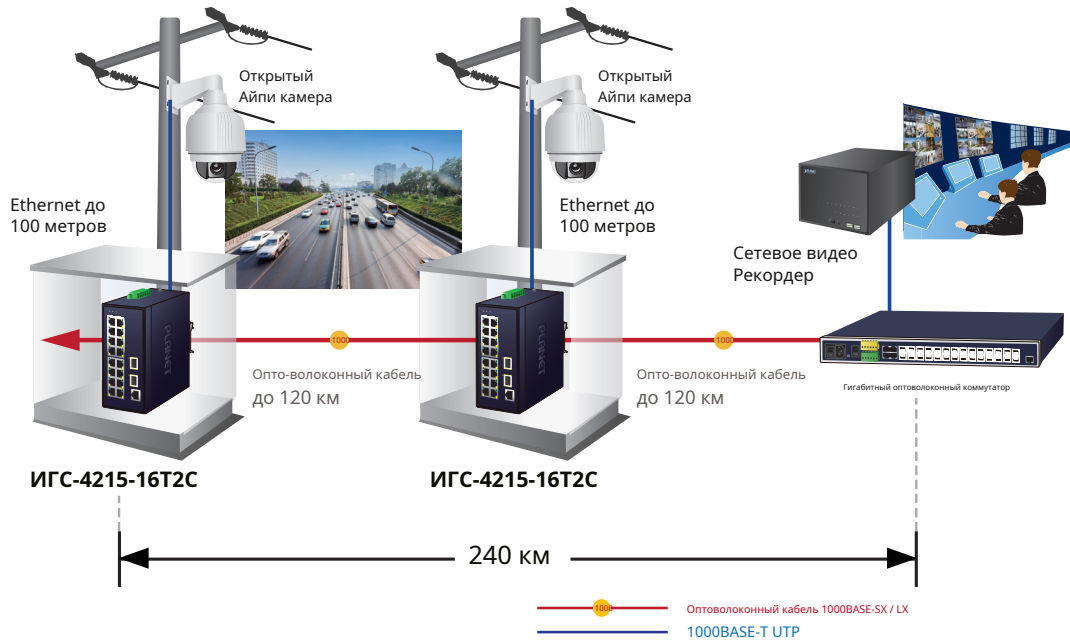 Открытый
Айпи камера
Открытый
Айпи камера
Ethernet до
100 метров
Ethernet до
100 метров
Сетевое видео
Рекордер
PLANET
PLANET
1000
1000
Опто-волоконный кабель
до 120 км
Опто-волоконный кабель
до 120 км
Гигабитный оптоволоконный коммутатор
ИГС-4215-16Т2С
ИГС-4215-16Т2С
240 км
1000
Оптоволоконный кабель 1000BASE-SX / LX
1000BASE-T UTP